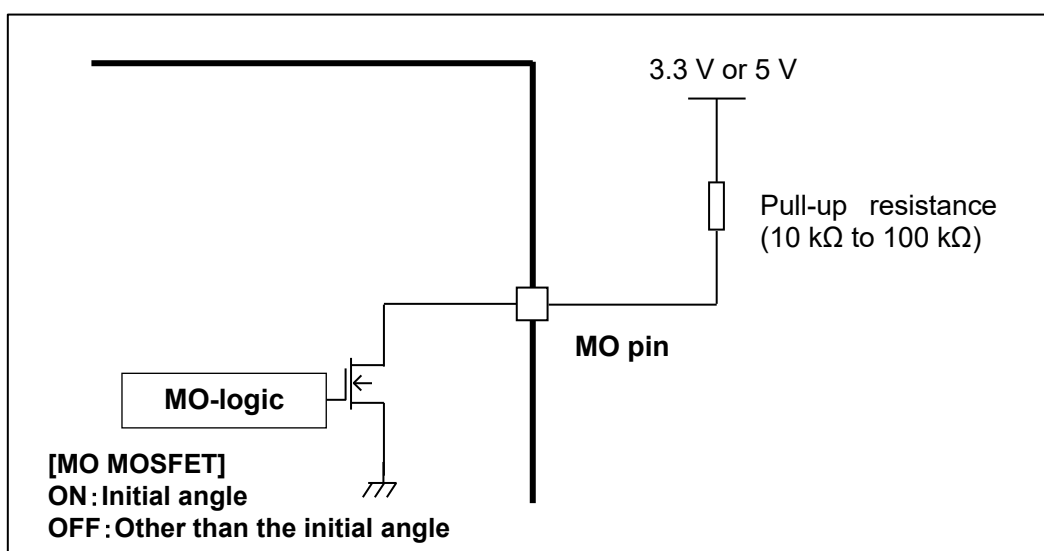 3.3 V or 5 V
Pull-up resistance
(10 kΩ to 100 kΩ)
MO pin
MO-logic
[MO MOSFET]
ON:Initial angle
OFF:Other than the initial angle